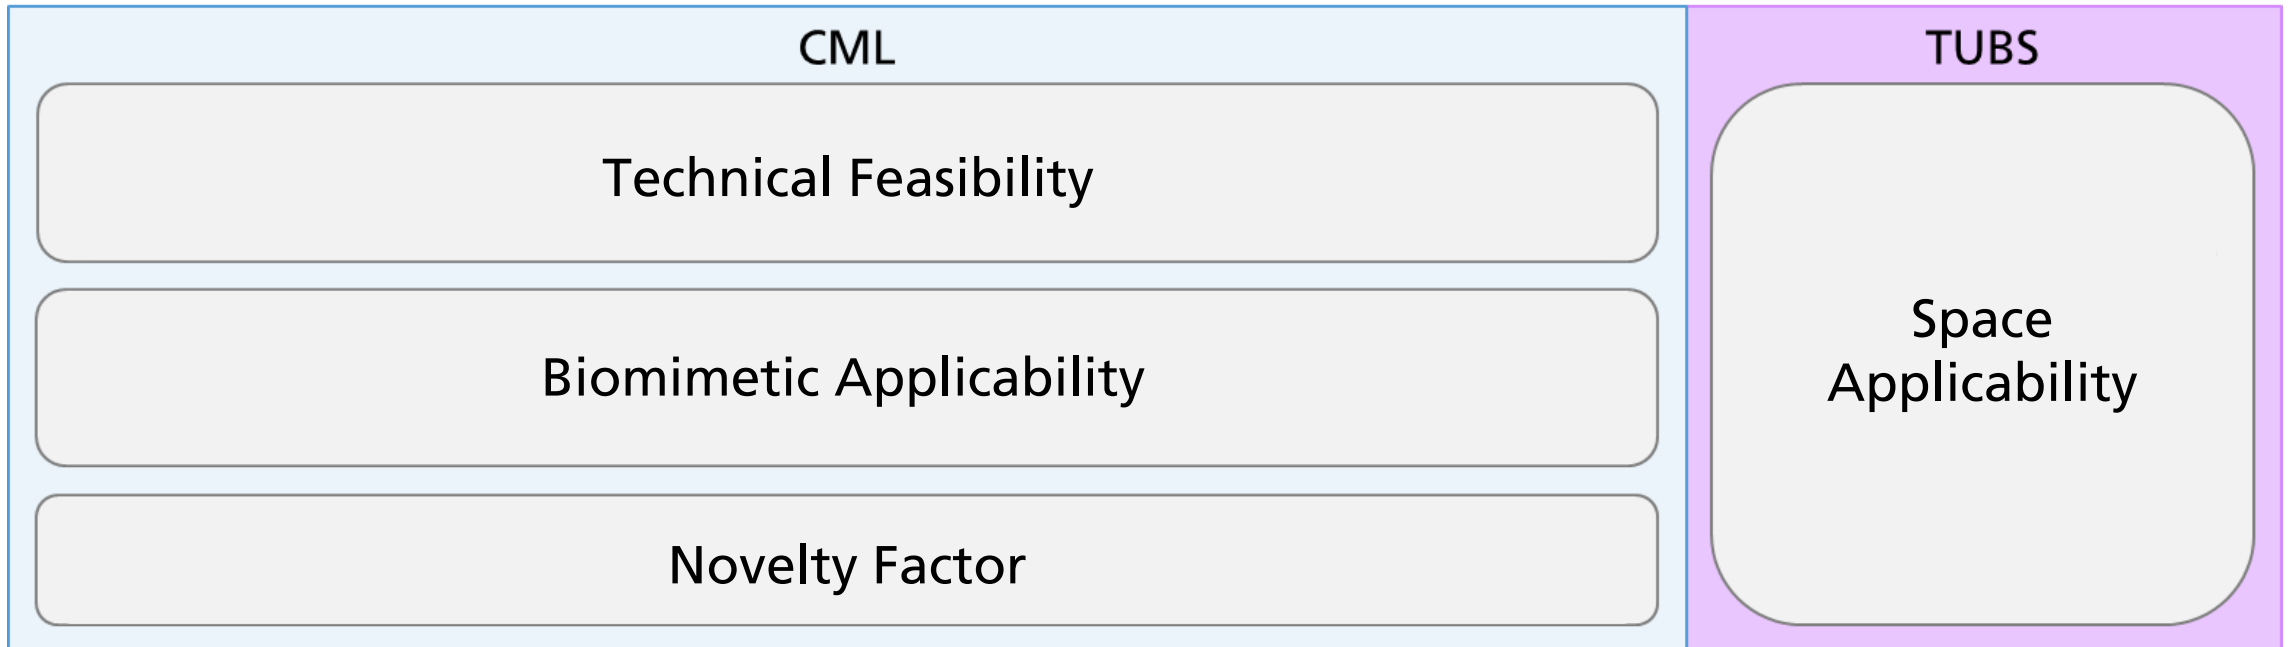 CML
Technical Feasibility
Biomimetic Applicability
Novelty Factor
TUBS
Space
Applicability